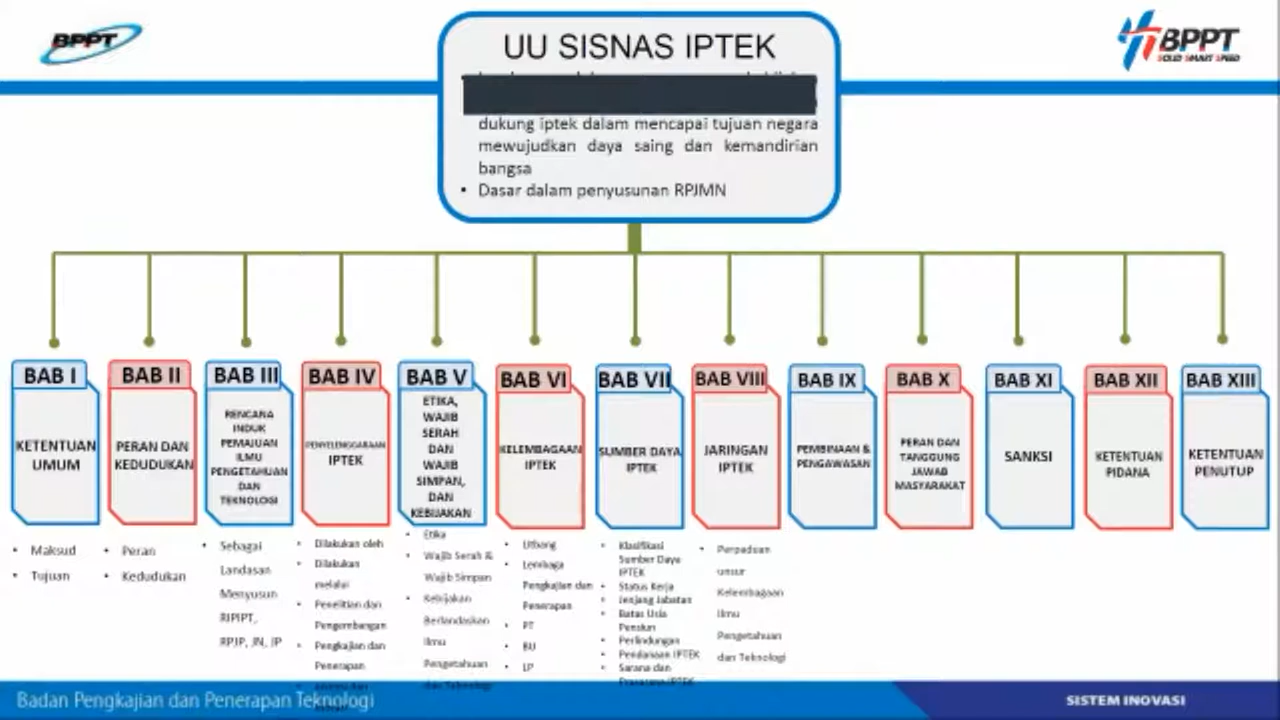 BPPT
UU SISNAS IPTEK
BPPT
SOLID SMART SPEED
dukung iptek dalam mencapai tujuan negara
mewujudkan daya saing dan kemandirian
bangsa
• Dasar dalam penyusunan RPJMN
BAB I
KETENTUAN
UMUM
• Maksud
• Tujuan
BAB II
PERAN DAN
KEDUDUKAN
• Peran
• Kedudukan
BAB III
RENCANA
INDUK
PEMAJUAN
ILMU
PENGETAHUAN
DAN
TEKNOLOGI
• Sebagai
Landasan
Menyusun
RPJP, JN, JP
BAB IV
PENYELENGGARAAN
IPTEK
• Dilakukan oleh
• Dilakukan
melalui
• Penelitian dan
Pengembangan
• Pengkajian dan
Penerapan
BAB V
ETIKA,
WAJIB
SERAH
DAN
WAJIB
SIMPAN,
DAN
KEBIJAKAN
• Etika
• Wajib Serah &
Wajib Simpan
• Kebijakan
Berlandaskan
Ilmu
Pengetahuan
dan Teknologi
BAB VI
KELEMBAGAAN
IPTEK
• Litbang
• Lembaga
Pengkajian dan
Penerapan
• PT
• BU
• LP
BAB VII
SUMBER DAYA
IPTEK
• Klasifikasi
Sumber Daya
IPTEK
• Status Kerja
• Jenjang Jabatan
• Batas Usia
Pensiun
• Perlindungan
• Pendanaan IPTEK
• Sarana dan
Prasarana IPTEK
BAB VIII
JARINGAN
IPTEK
• Perpaduan
unsur
Kelembagaan
Ilmu
Pengetahuan
dan Teknologi
BAB IX
PEMBINAAN &
PENGAWASAN
BAB X
PERAN DAN
TANGGUNG
JAWAB
MASYARAKAT
BAB XI
SANKSI
BAB XII
KETENTUAN
PIDANA
BAB XIII
KETENTUAN
PENUTUP
Badan Pengkajian dan Penerapan Teknologi
SISTEM INOVASI